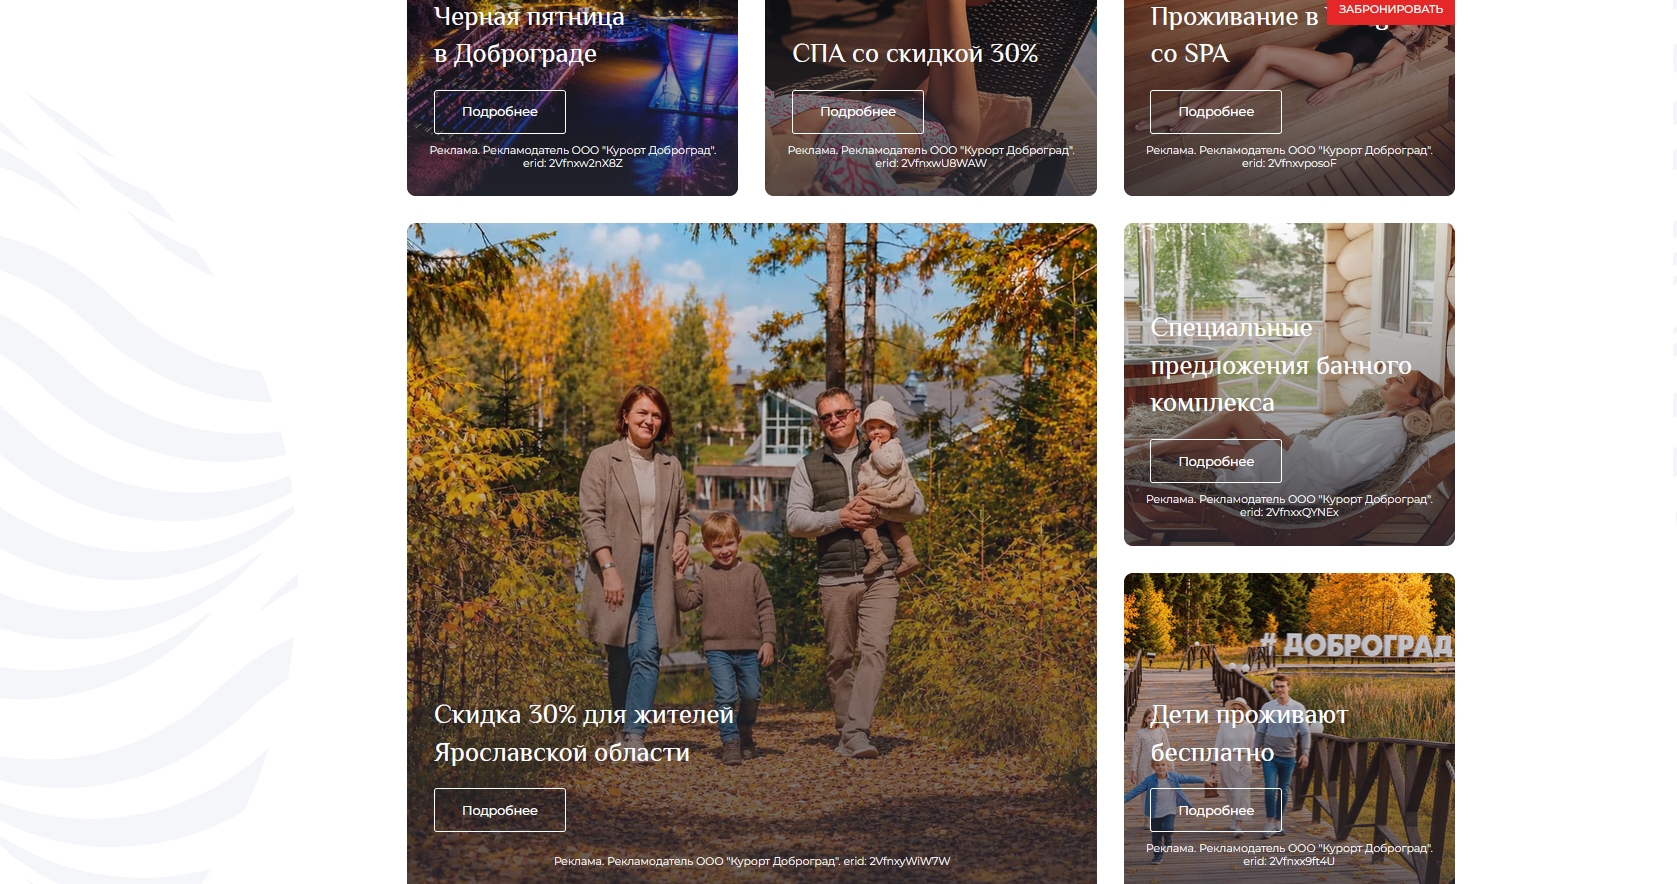 Черная пятница
в Доброграде
Подробнее
Реклама. Рекламодатель ООО "Курорт Доброград".
erid: 2Vfnxw2nX8Z
СПА со скидкой 30%
Подробнее
Реклама. Рекламодатель ООО "Курорт Доброград".
erid: 2VfnxwU8WAW
ЗАБРОНИРОВАТЬ
Проживание в
со SPA
Подробнее
Реклама. Рекламодатель ООО "Курорт Доброград".
erid: 2VfnxvposoF
Скидка 30% для жителей
Ярославской области
Подробнее
Реклама. Рекламодатель ООО "Курорт Доброград". erid: 2VfnxyWiW7W
Специальные
предложения банного
комплекса
Подробнее
Реклама. Рекламодатель ООО "Курорт Доброград".
erid: 2VfnxxQYNEx
# ДОБРОГРАД
Дети проживают
бесплатно
Подробнее
Реклама. Рекламодатель ООО "Курорт Доброград".
erid: 2Vfnxx9ft4U